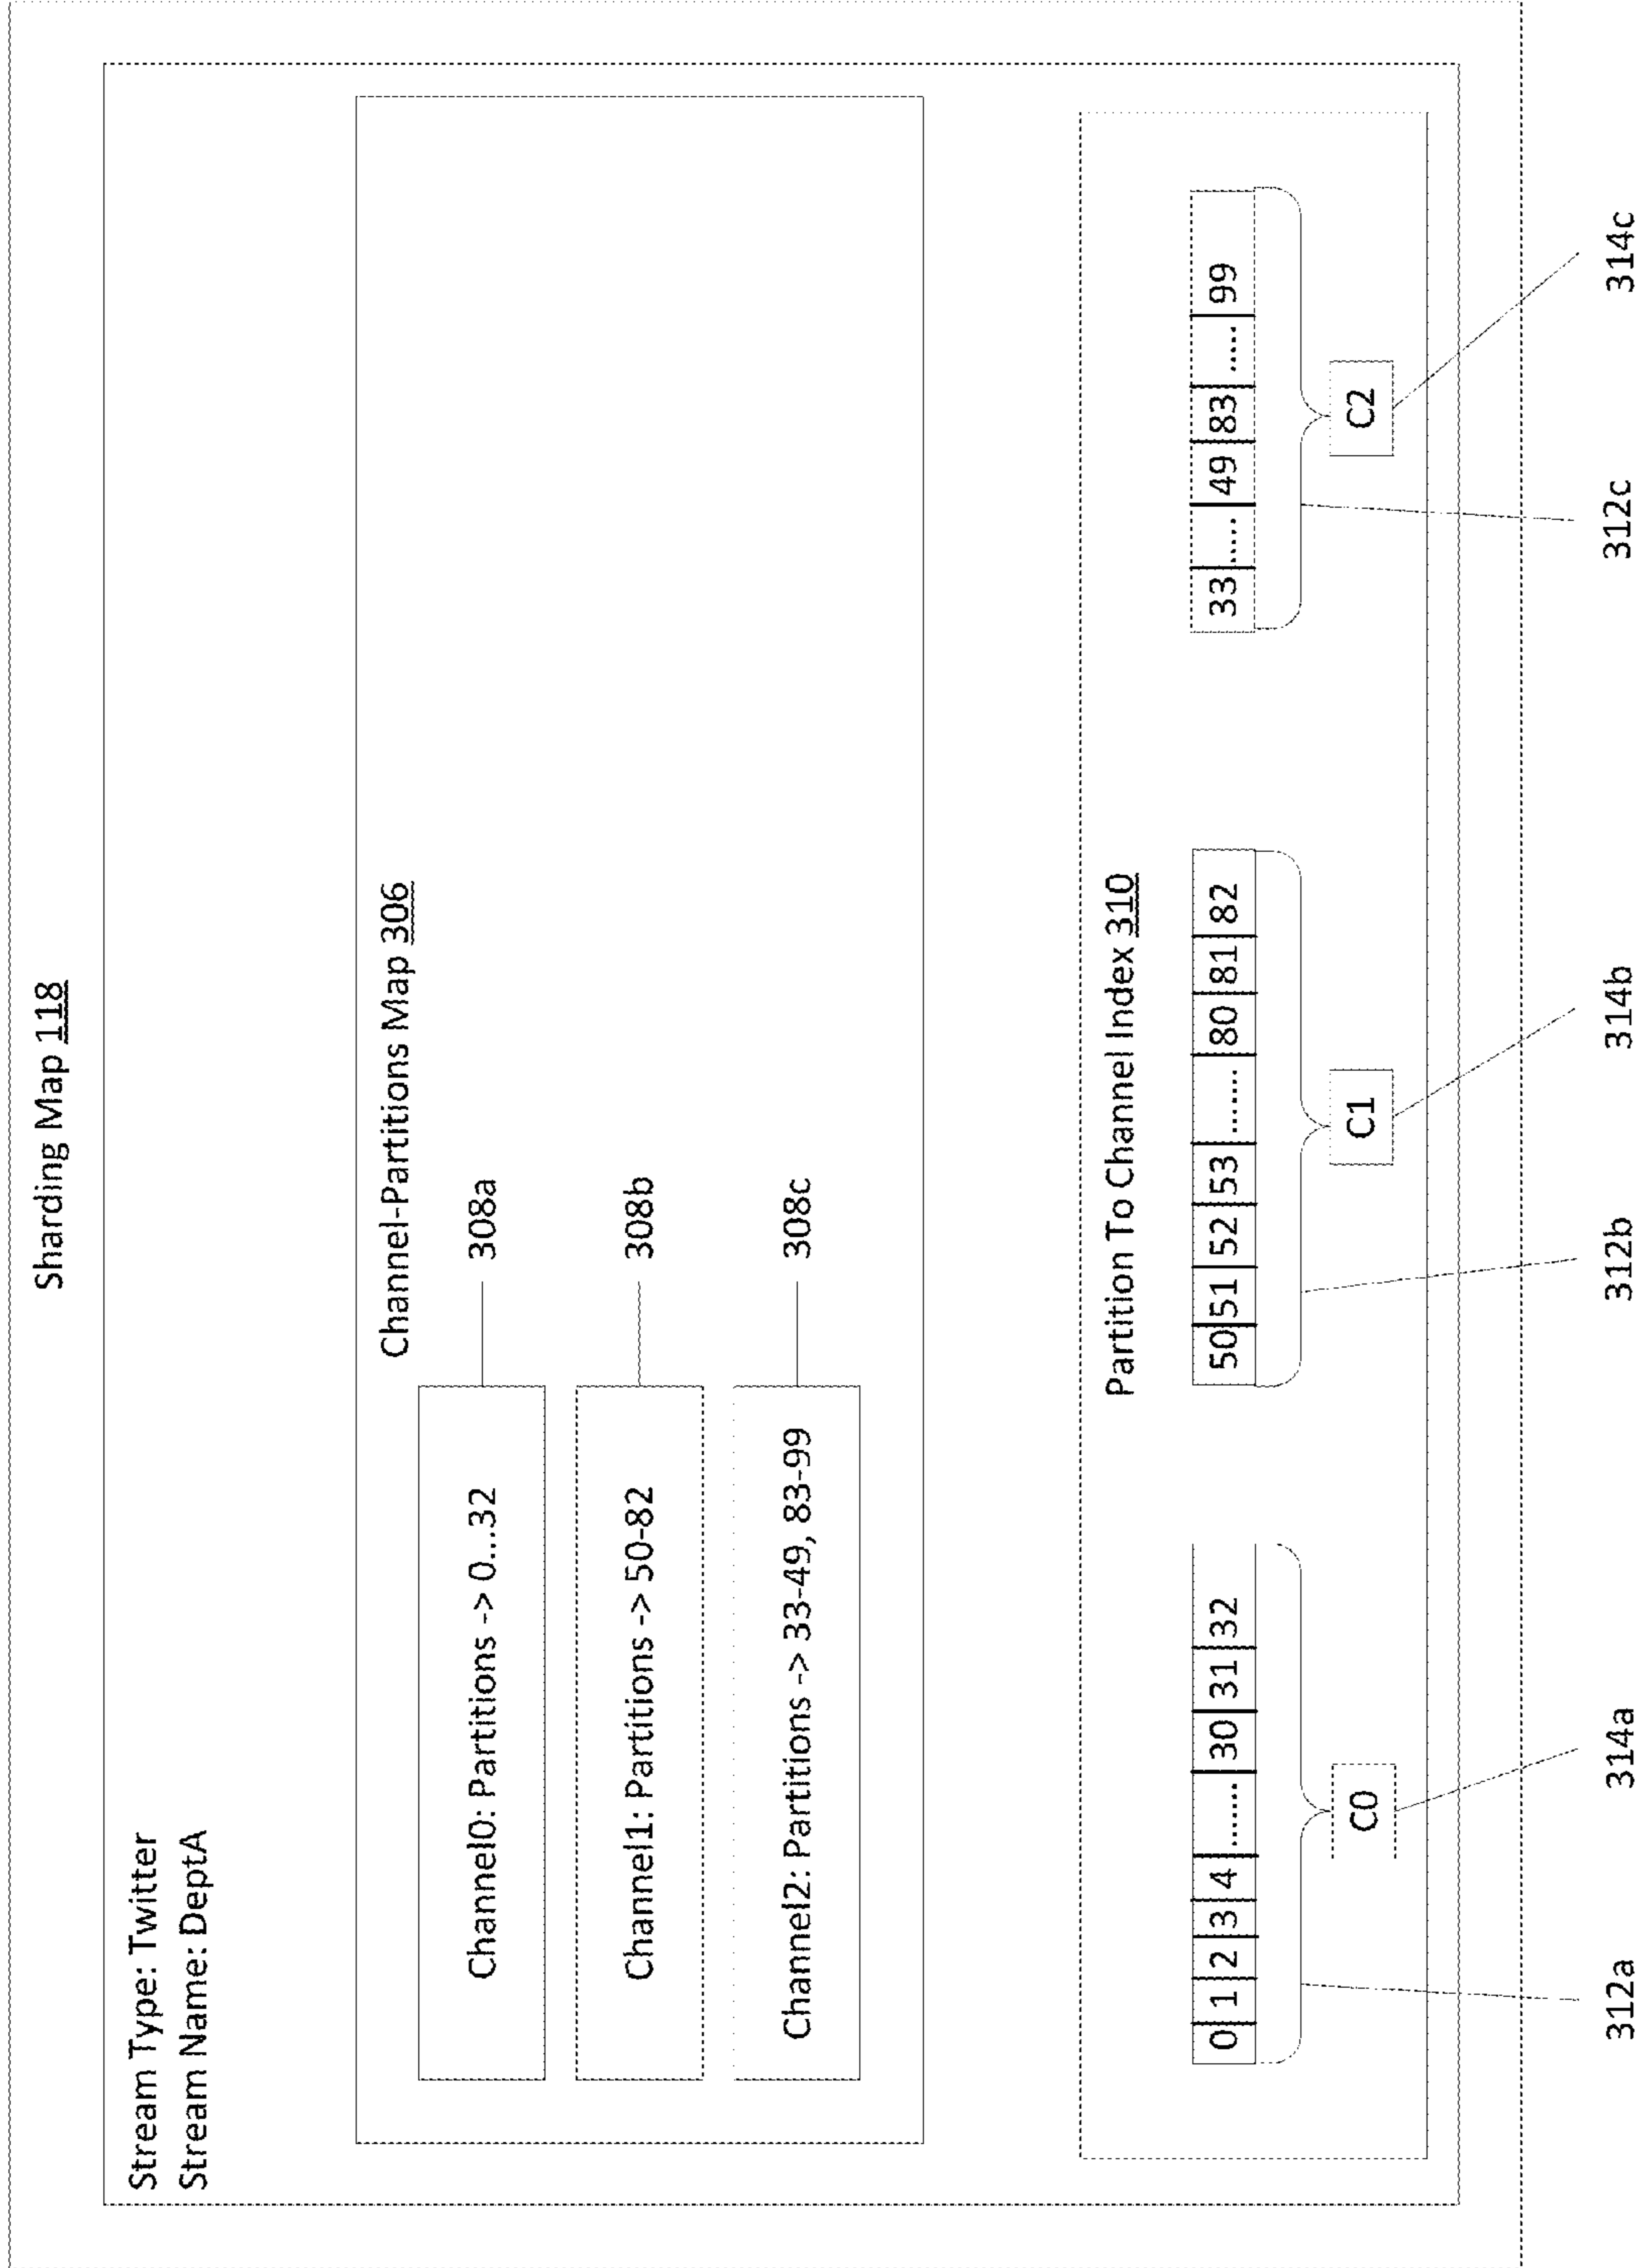 Sharding Map 118
Stream Type: Twitter
Stream Name: DeptA
Channel-Partitions Map 306
Channel0: Partitions -> 0...32
308a
Channel1: Partitions -> 50-82
308b
Channel2: Partitions -> 33-49, 83-99
308c
Partition To Channel Index 310
0 1 2 3 4 ...... 30 31 32
50 51 52 53 ...... 80 81 82
33 ..... 49 83 ..... 99
C0
C1
C2
312a
314a
312b
314b
312c
314c